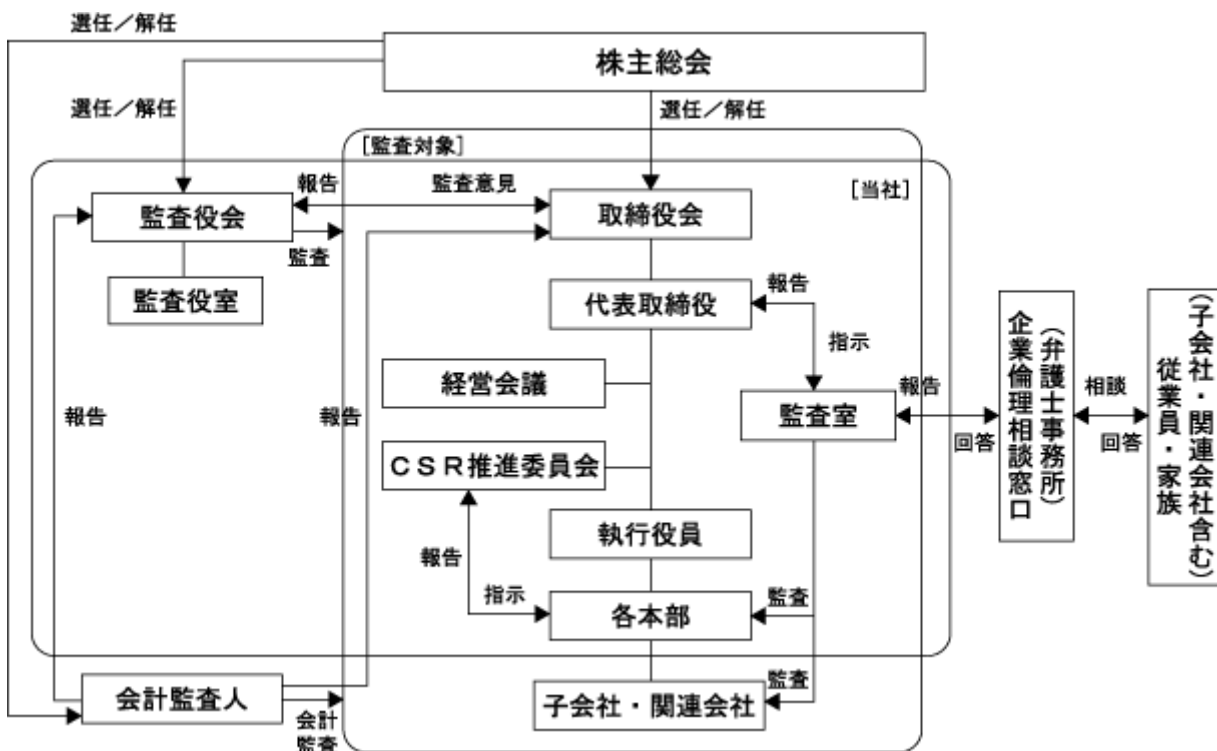 選任／解任
株主総会
選任／解任
選任／解任
[監査対象]
[当社]
報告
監査意見
監査役会
取締役会
監査
監査役室
代表取締役
報告
指示
経営会議
監査室
報告
回答
報告
報告
CSR推進委員会
執行役員
報告
指示
各本部
監査
会計監査人
会計
監査
子会社・関連会社
監査
企業倫理相談窓口
（弁護士事務所）
相談
回答
従業員・家族
（子会社・関連会社含む）